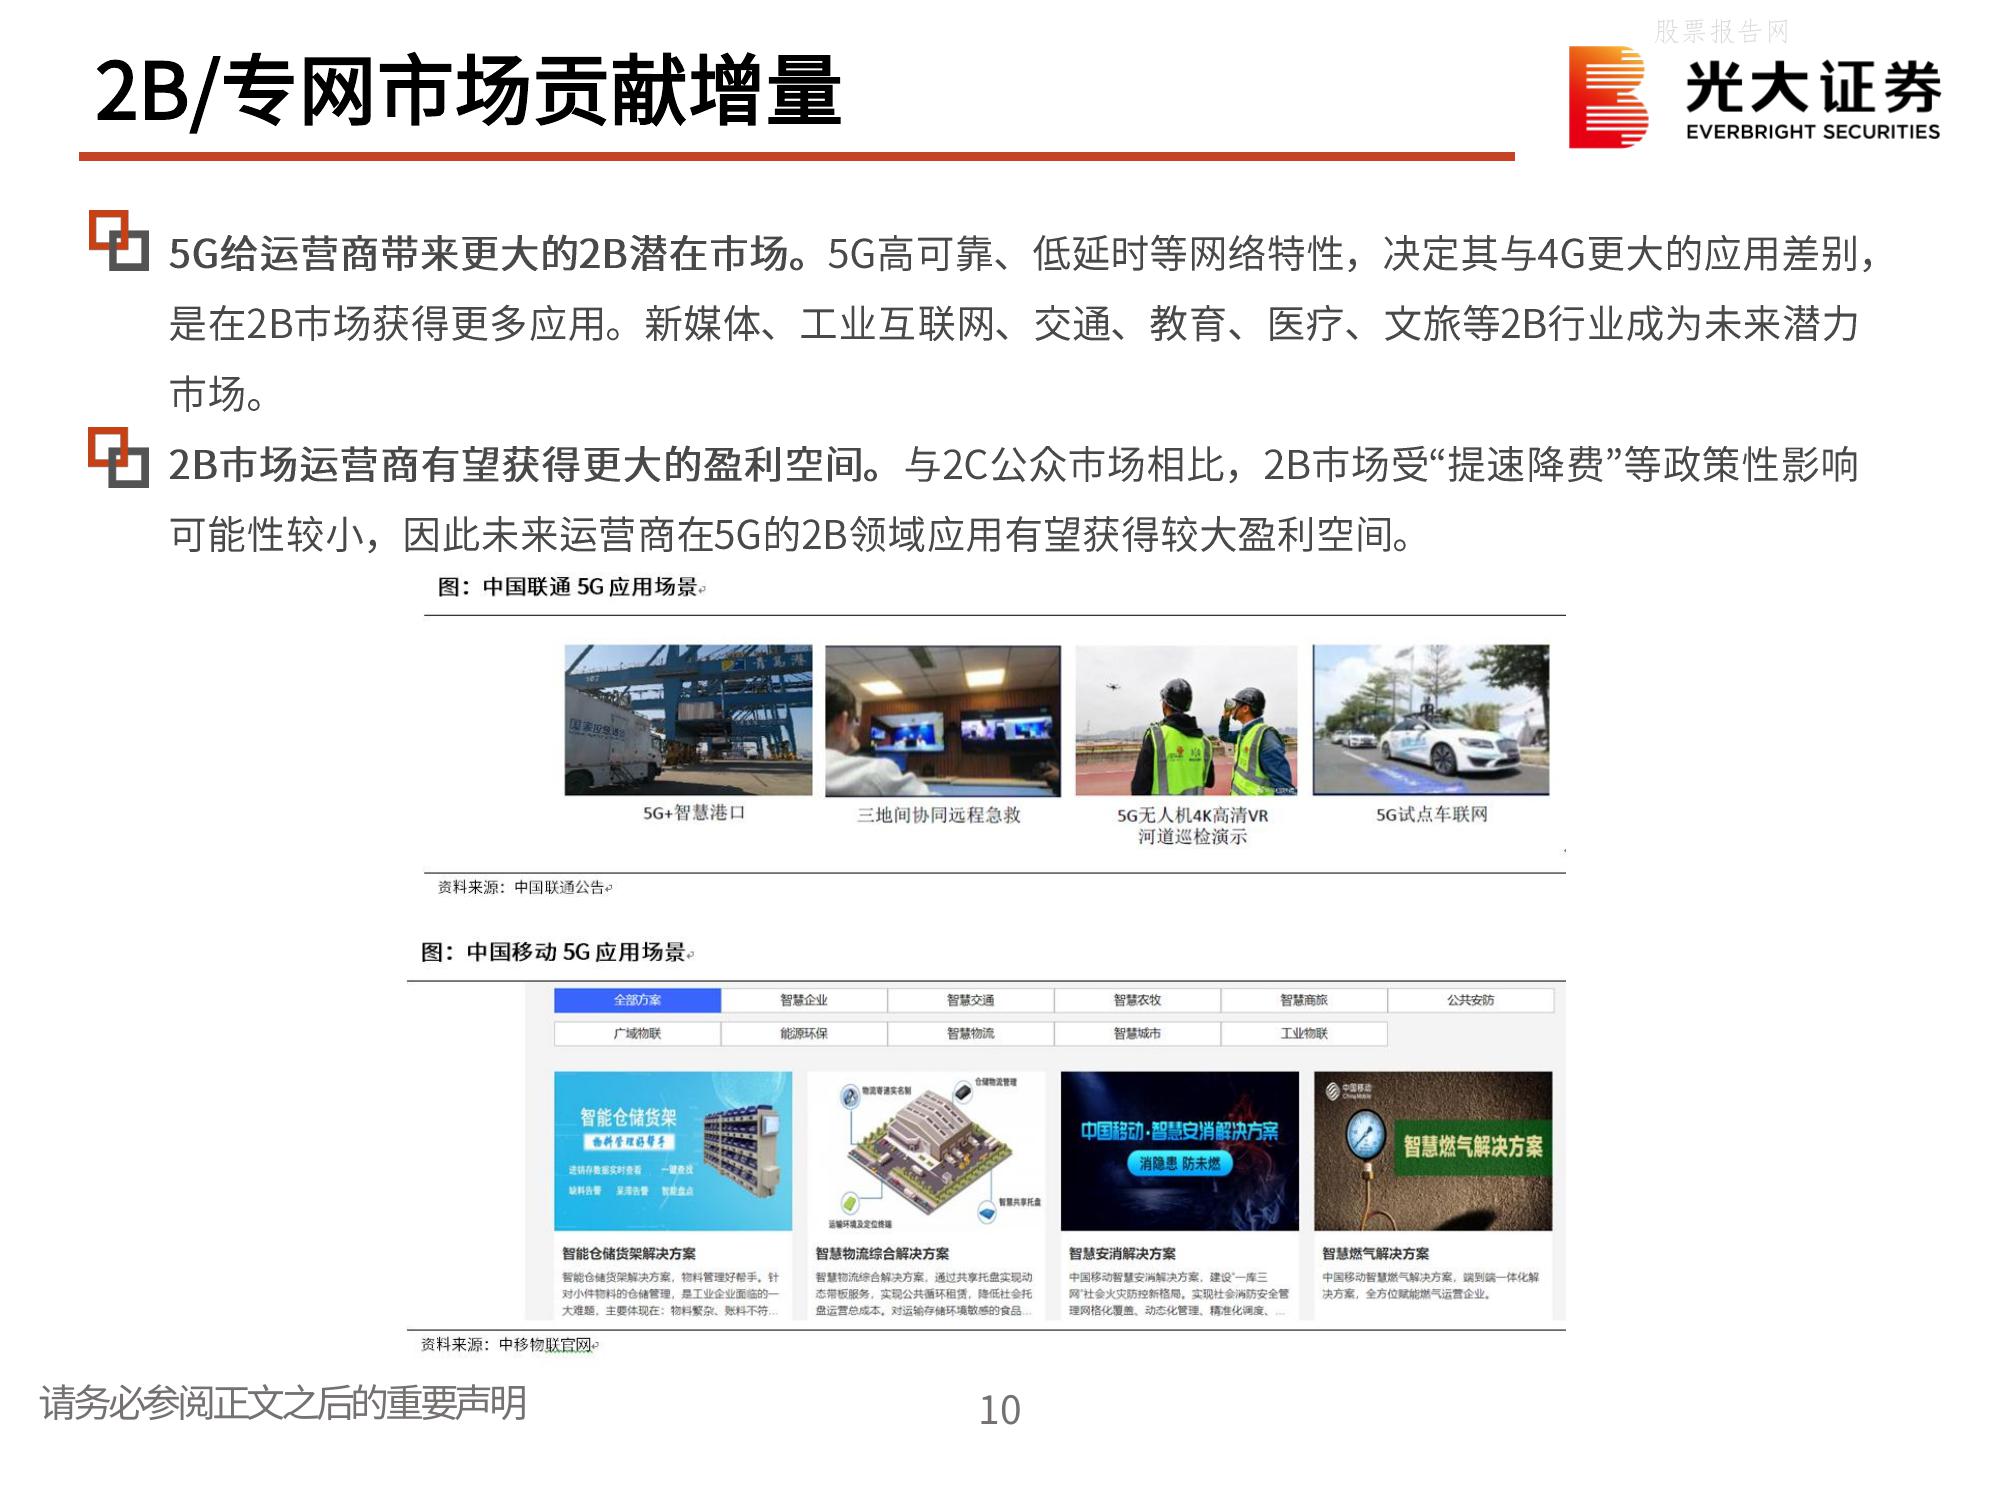 股票报告网
2B/专网市场贡献增量
光大证券
EVERBRIGHT SECURITIES
5G给运营商带来更大的2B潜在市场。5G高可靠、低延时等网络特性，决定其与4G更大的应用差别，
是在2B市场获得更多应用。新媒体、工业互联网、交通、教育、医疗、文旅等2B行业成为未来潜力
市场。
2B市场运营商有望获得更大的盈利空间。与2C公众市场相比，2B市场受“提速降费”等政策性影响
可能性较小，因此未来运营商在5G的2B领域应用有望获得较大盈利空间。
图：中国联通 5G 应用场景
5G+智慧港口
三地间协同远程急救
5G无人机4K高清VR
河道巡检演示
5G试点车联网
资料来源：中国联通公告
图：中国移动 5G 应用场景
全部方案 智慧企业 智慧交通 智慧农牧 智慧商旅 公共安防
广域物联 能源环保 智慧物流 智慧城市 工业物联
智能仓储货架
物料管理好帮手
进销存数据实时查看 一键查找
缺料告警 呆滞告警 智能盘点
物流寄递实名制
仓储物流管理
智慧共享托盘
运输环境及定位终端
中国移动·智慧安消解决方案
消隐患 防未燃
中国移动
China Mobile
智慧燃气解决方案
智能仓储货架解决方案
智能仓储货架解决方案，物料管理好帮手。针
对小件物料的仓储管理，是工业企业面临的一
大难题，主要体现在：物料繁杂、账料不符...
智慧物流综合解决方案
智慧物流综合解决方案，通过共享托盘实现动
态带板服务，实现公共循环租赁，降低社会托
盘运营总成本。对运输存储环境敏感的食品...
智慧安消解决方案
中国移动智慧安消解决方案，建设“一库三
网”社会火灾防控新格局。实现社会消防安全管
理网格化覆盖、动态化管理、精准化调度、...
智慧燃气解决方案
中国移动智慧燃气解决方案，端到端一体化解
决方案，全方位赋能燃气运营企业。
资料来源：中移物联官网
请务必参阅正文之后的重要声明
10